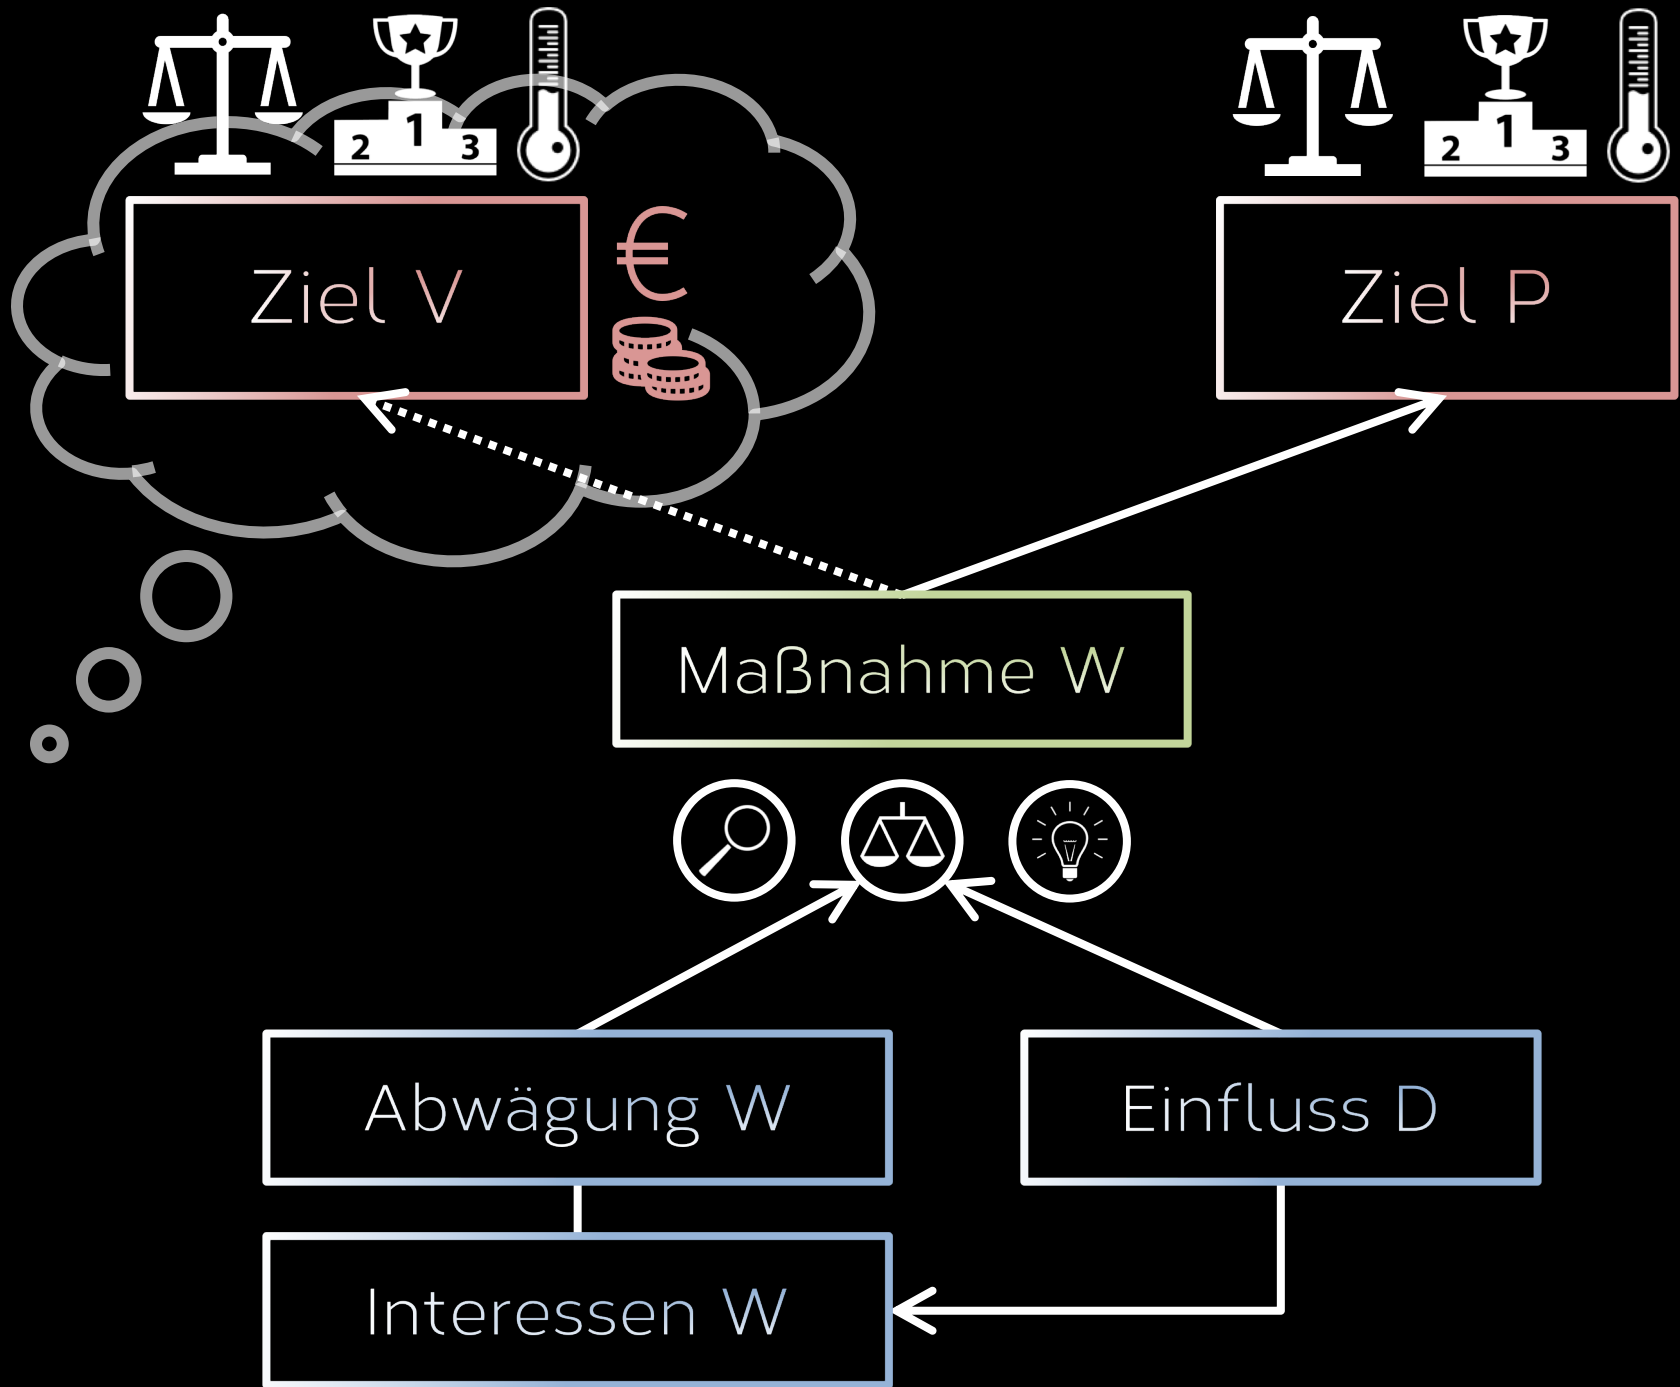 2 1 3
2 1 3
Ziel V
€
Ziel P
Maßnahme W
Abwägung W
Einfluss D
Interessen W